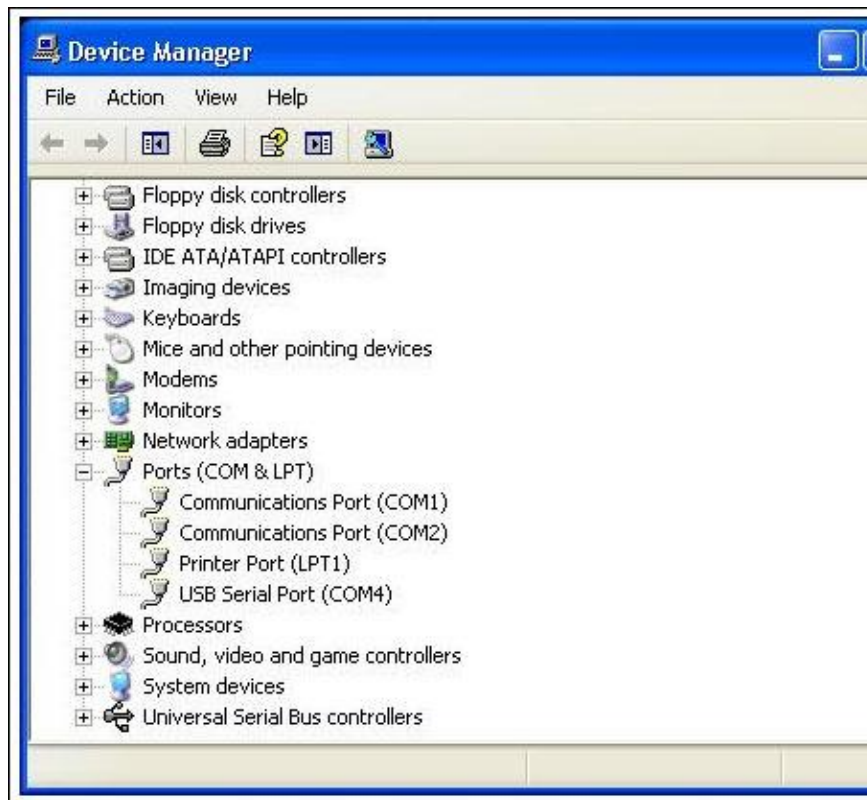 Device Manager
File Action View Help
Floppy disk controllers
Floppy disk drives
IDE ATA/ATAPI controllers
Imaging devices
Keyboards
Mice and other pointing devices
Modems
Monitors
Network adapters
Ports (COM & LPT)
Communications Port (COM1)
Communications Port (COM2)
Printer Port (LPT1)
USB Serial Port (COM4)
Processors
Sound, video and game controllers
System devices
Universal Serial Bus controllers